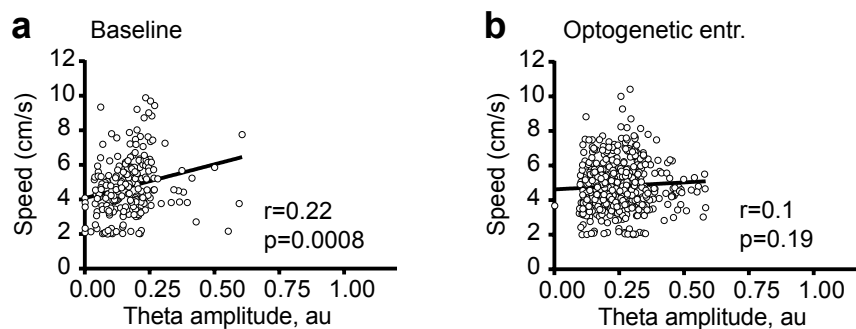 a Baseline
12
10
8
6
4
2
0
Speed (cm/s)
r=0.22
p=0.0008
0.00 0.25 0.50 0.75 1.00
Theta amplitude, au
b Optogenetic entr.
12
10
8
6
4
2
0
Speed (cm/s)
r=0.1
p=0.19
0.00 0.25 0.50 0.75 1.00
Theta amplitude, au